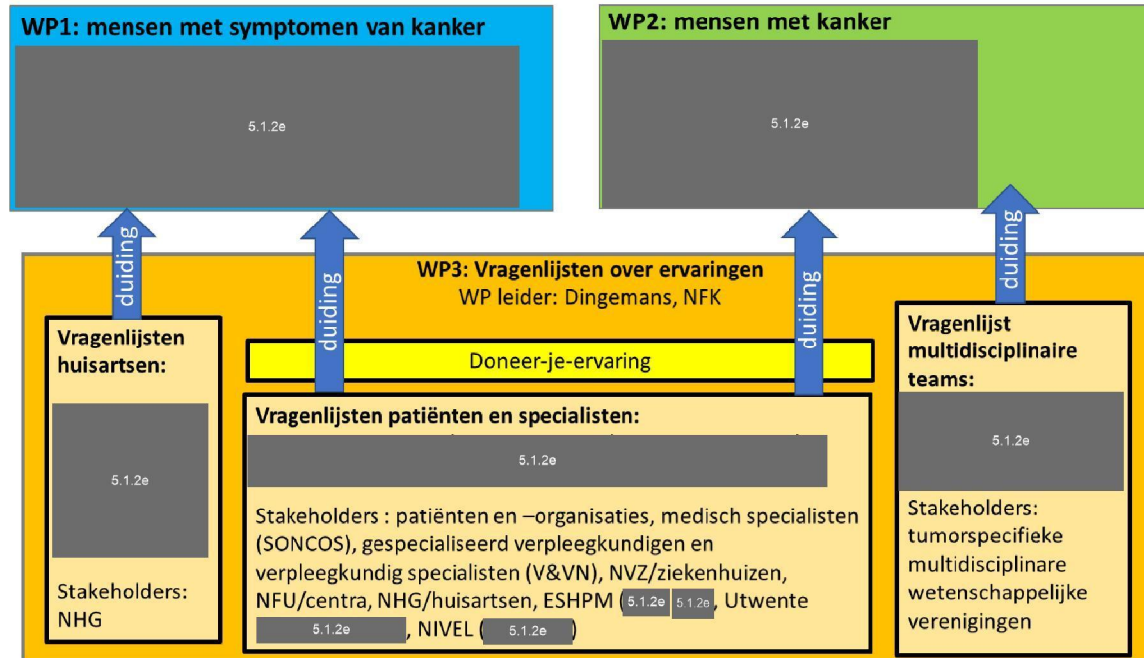 WP1: mensen met symptomen van kanker
5.1.2e
WP2: mensen met kanker
5.1.2e
duiding
duiding
duiding
duiding
WP3: Vragenlijsten over ervaringen
WP leider: Dingemans, NFK
Vragenlijsten
huisartsen:
5.1.2e
Stakeholders:
NHG
Doneer-je-ervaring
Vragenlijsten patiënten en specialisten:
5.1.2e
Stakeholders : patiënten en –organisaties, medisch specialisten
(SONCOS), gespecialiseerd verpleegkundigen en
verpleegkundig specialisten (V&VN), NVZ/ziekenhuizen,
NFU/centra, NHG/huisartsen, ESHPM (5.1.2e 5.1.2e, Utwente
5.1.2e, NIVEL (5.1.2e)
Vragenlijst
multidisciplinaire
teams:
5.1.2e
Stakeholders:
tumorspecifieke
multidisciplinare
wetenschappelijke
verenigingen